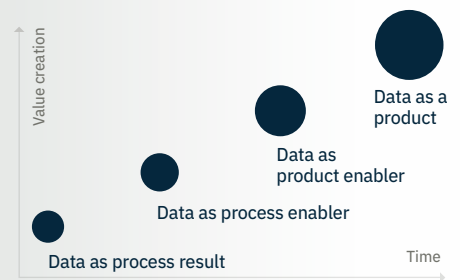 Value creation
Data as a
product
Data as
product enabler
Data as process enabler
Data as process result
Time